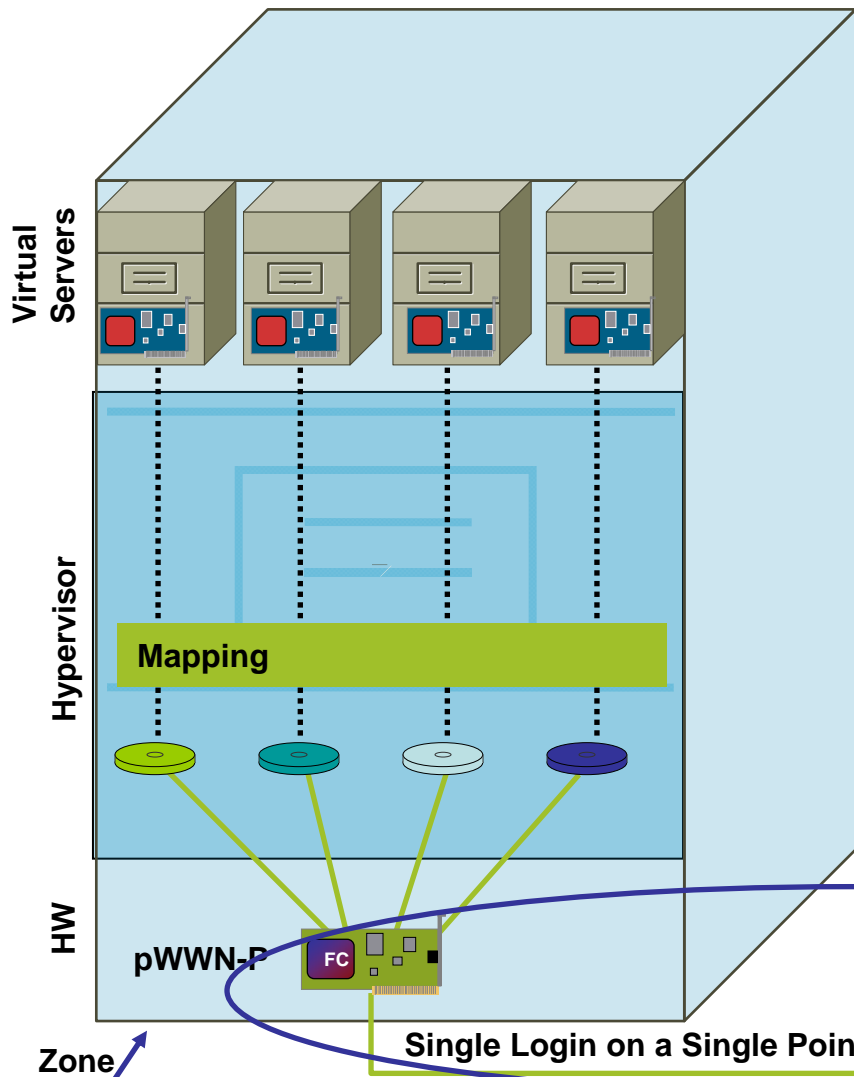 Virtual
Servers
Hypervisor
Mapping
HW
pWWN-P
FC
Single Login on a Single Poin
Zone